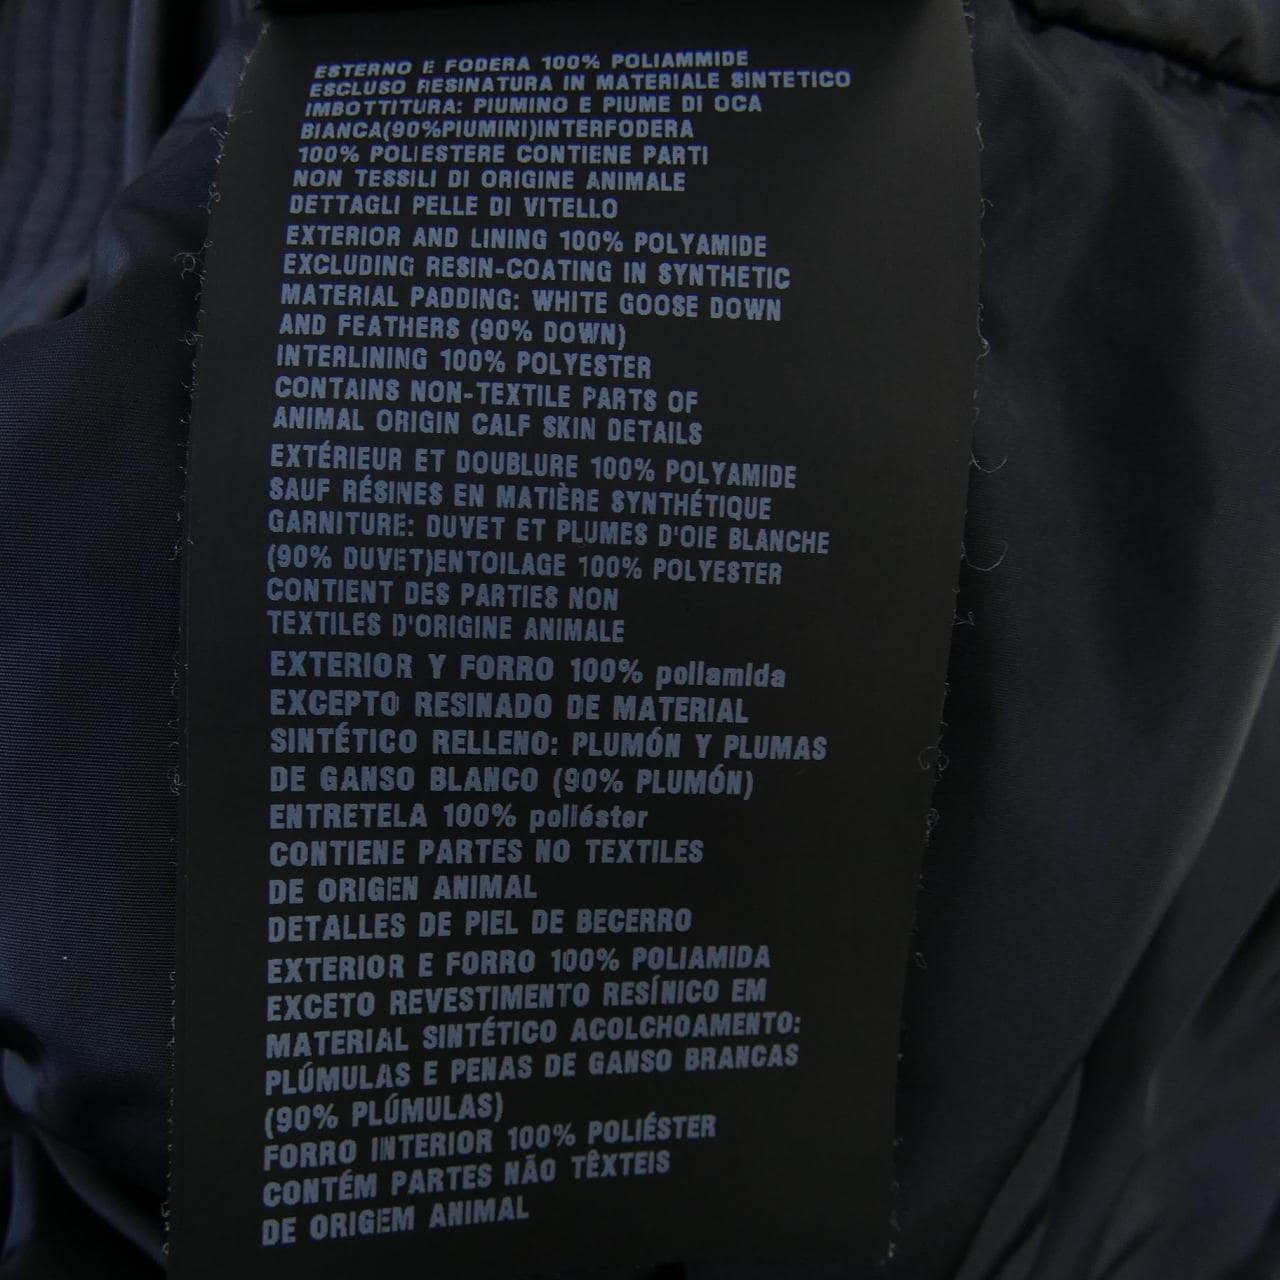 ESTERNO E FODERA 100% POLIAMMIDE
ESCLUSO RESINATURA IN MATERIALE SINTETICO
IMBOTTITURA: PIUMINO E PIUME DI OCA
BIANCA(90%PIUMINI)INTERFODERA
100% POLIESTERE CONTIENE PARTI
NON TESSILI DI ORIGINE ANIMALE
DETTAGLI PELLE DI VITELLO
EXTERIOR AND LINING 100% POLYAMIDE
EXCLUDING RESIN-COATING IN SYNTHETIC
MATERIAL PADDING: WHITE GOOSE DOWN
AND FEATHERS (90% DOWN)
INTERLINING 100% POLYESTER
CONTAINS NON-TEXTILE PARTS OF
ANIMAL ORIGIN CALF SKIN DETAILS
EXTÉRIEUR ET DOUBLURE 100% POLYAMIDE
SAUF RÉSINES EN MATIÈRE SYNTHÉTIQUE
GARNITURE: DUVET ET PLUMES D'OIE BLANCHE
(90% DUVET)ENTOILAGE 100% POLYESTER
CONTIENT DES PARTIES NON
TEXTILES D'ORIGINE ANIMALE
EXTERIOR Y FORRO 100% poliamida
EXCEPTO RESINADO DE MATERIAL
SINTÉTICO RELLENO: PLUMÓN Y PLUMAS
DE GANSO BLANCO (90% PLUMÓN)
ENTRETELA 100% poliéster
CONTIENE PARTES NO TEXTILES
DE ORIGEN ANIMAL
DETALLES DE PIEL DE BECERRO
EXTERIOR E FORRO 100% POLIAMIDA
EXCETO REVESTIMENTO RESÍNICO EM
MATERIAL SINTÉTICO ACOLCHOAMENTO:
PLÚMULAS E PENAS DE GANSO BRANCAS
(90% PLÚMULAS)
FORRO INTERIOR 100% POLIÉSTER
CONTÉM PARTES NÃO TÊXTEIS
DE ORIGEM ANIMAL